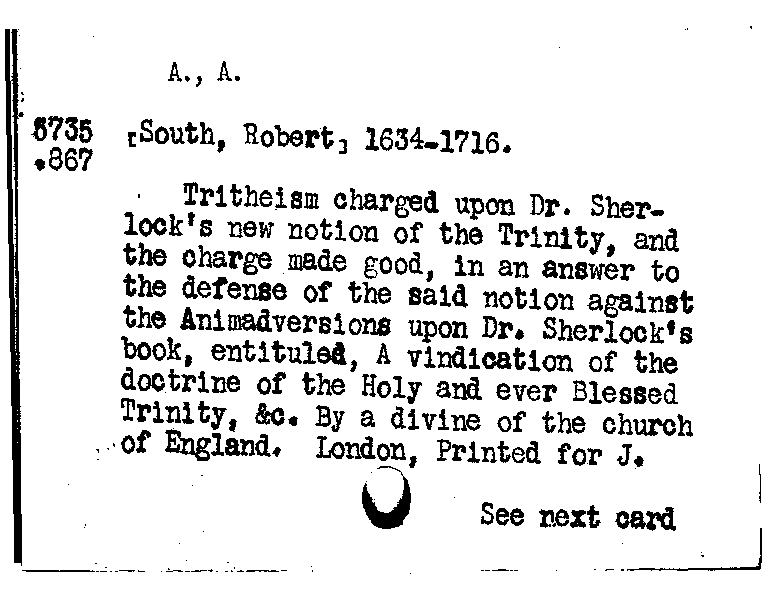 A., A.
6735 [South, Robert] 1634-1716.
.867
Tritheism charged upon Dr. Sher-
lock's new notion of the Trinity, and
the charge made good, in an answer to
the defense of the said notion against
the Animadversions upon Dr. Sherlock's
book, entituled, A vindication of the
doctrine of the Holy and ever Blessed
Trinity, &c. By a divine of the church
of England. London, Printed for J.
See next card